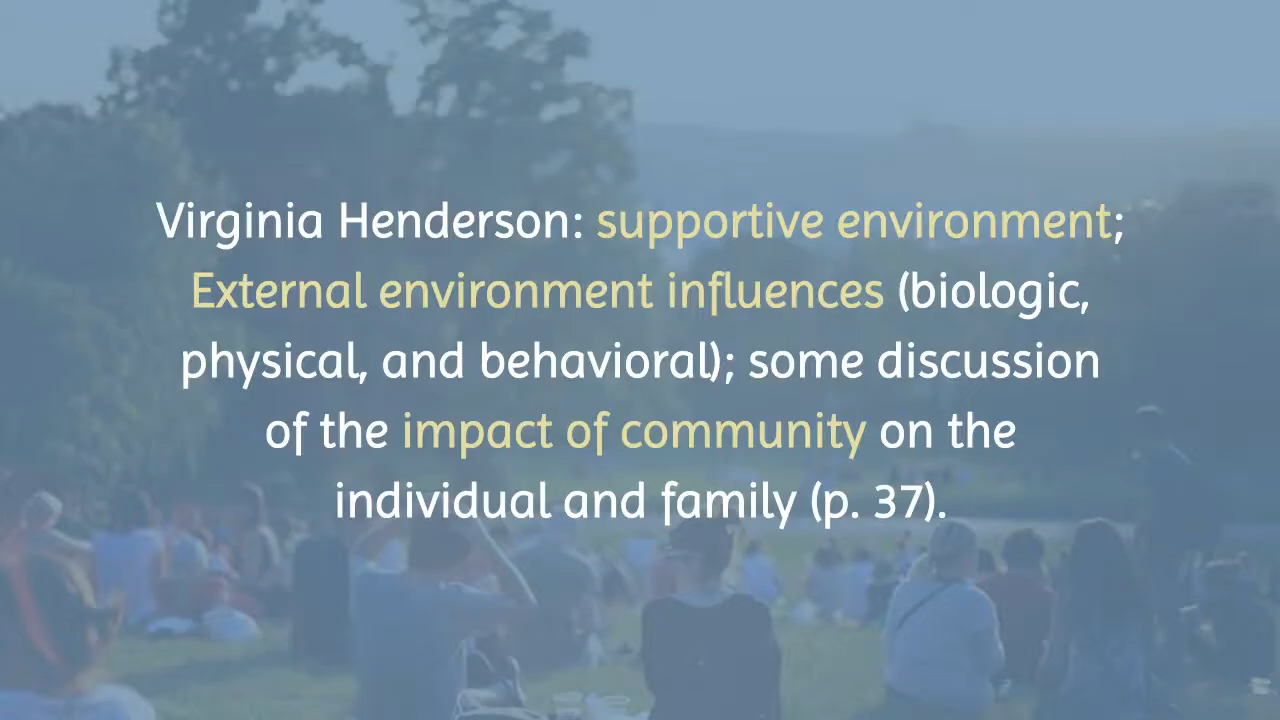 Virginia Henderson: supportive environment;
External environment influences (biologic,
physical, and behavioral); some discussion
of the impact of community on the
individual and family (p. 37).